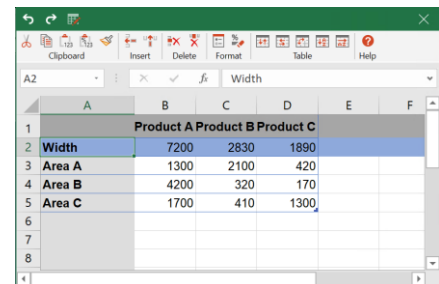 Clipboard Insert Delete Format Table Help
A2 fx Width
A B C D E F
1 Product A Product B Product C
2 Width 7200 2830 1890
3 Area A 1300 2100 420
4 Area B 4200 320 170
5 Area C 1700 410 1300
6
7
8